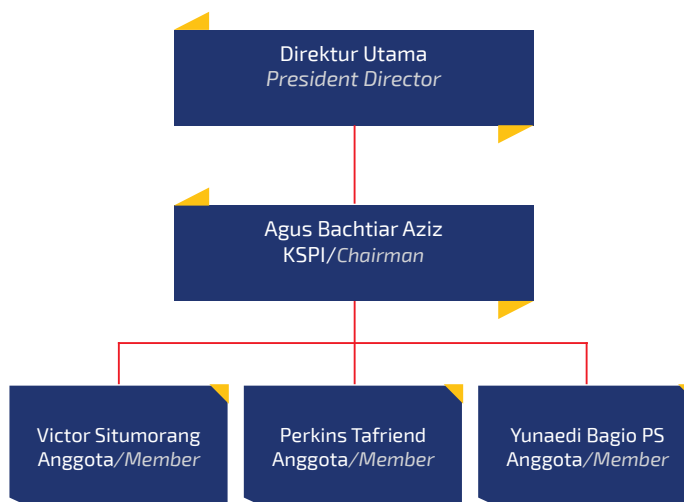 Direktur Utama
President Director
Agus Bachtiar Aziz
KSPI/Chairman
Victor Situmorang
Anggota/Member
Perkins Tafriend
Anggota/Member
Yunaedi Bagio PS
Anggota/Member